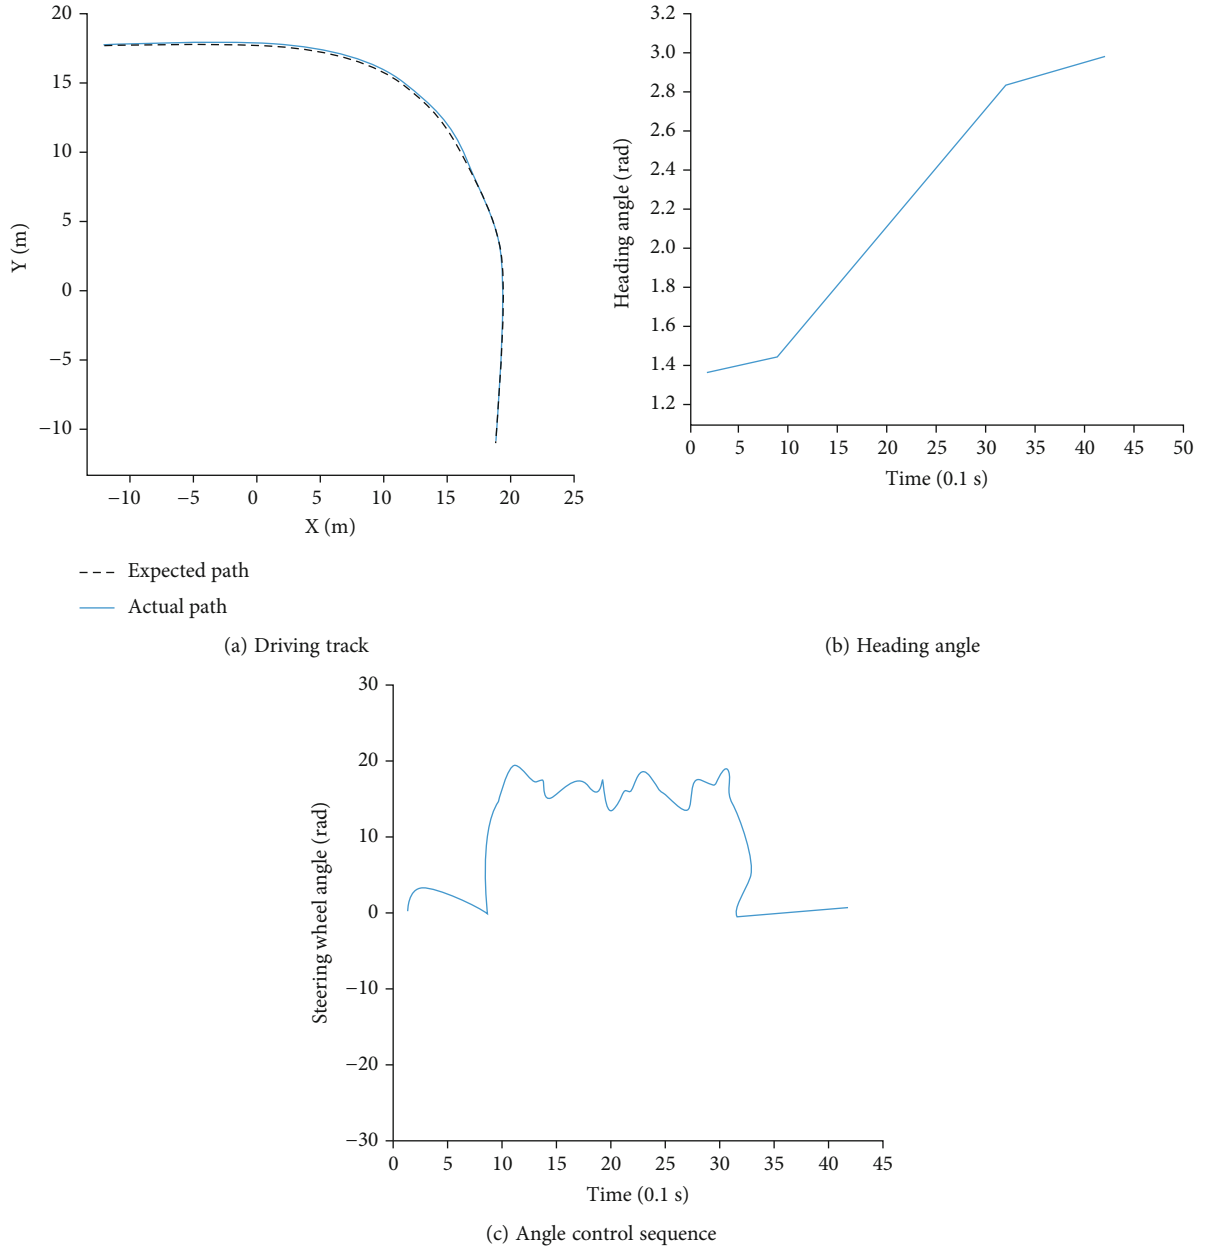 20
15
10
5
0
−5
−10
Y (m)
−10 −5 0 5 10 15 20 25
X (m)
Expected path
Actual path
(a) Driving track
3.2
3.0
2.8
2.6
2.4
2.2
2.0
1.8
1.6
1.4
1.2
Heading angle (rad)
0 5 10 15 20 25 30 35 40 45 50
Time (0.1 s)
(b) Heading angle
30
20
10
0
−10
−20
−30
Steering wheel angle (rad)
0 5 10 15 20 25 30 35 40 45
Time (0.1 s)
(c) Angle control sequence